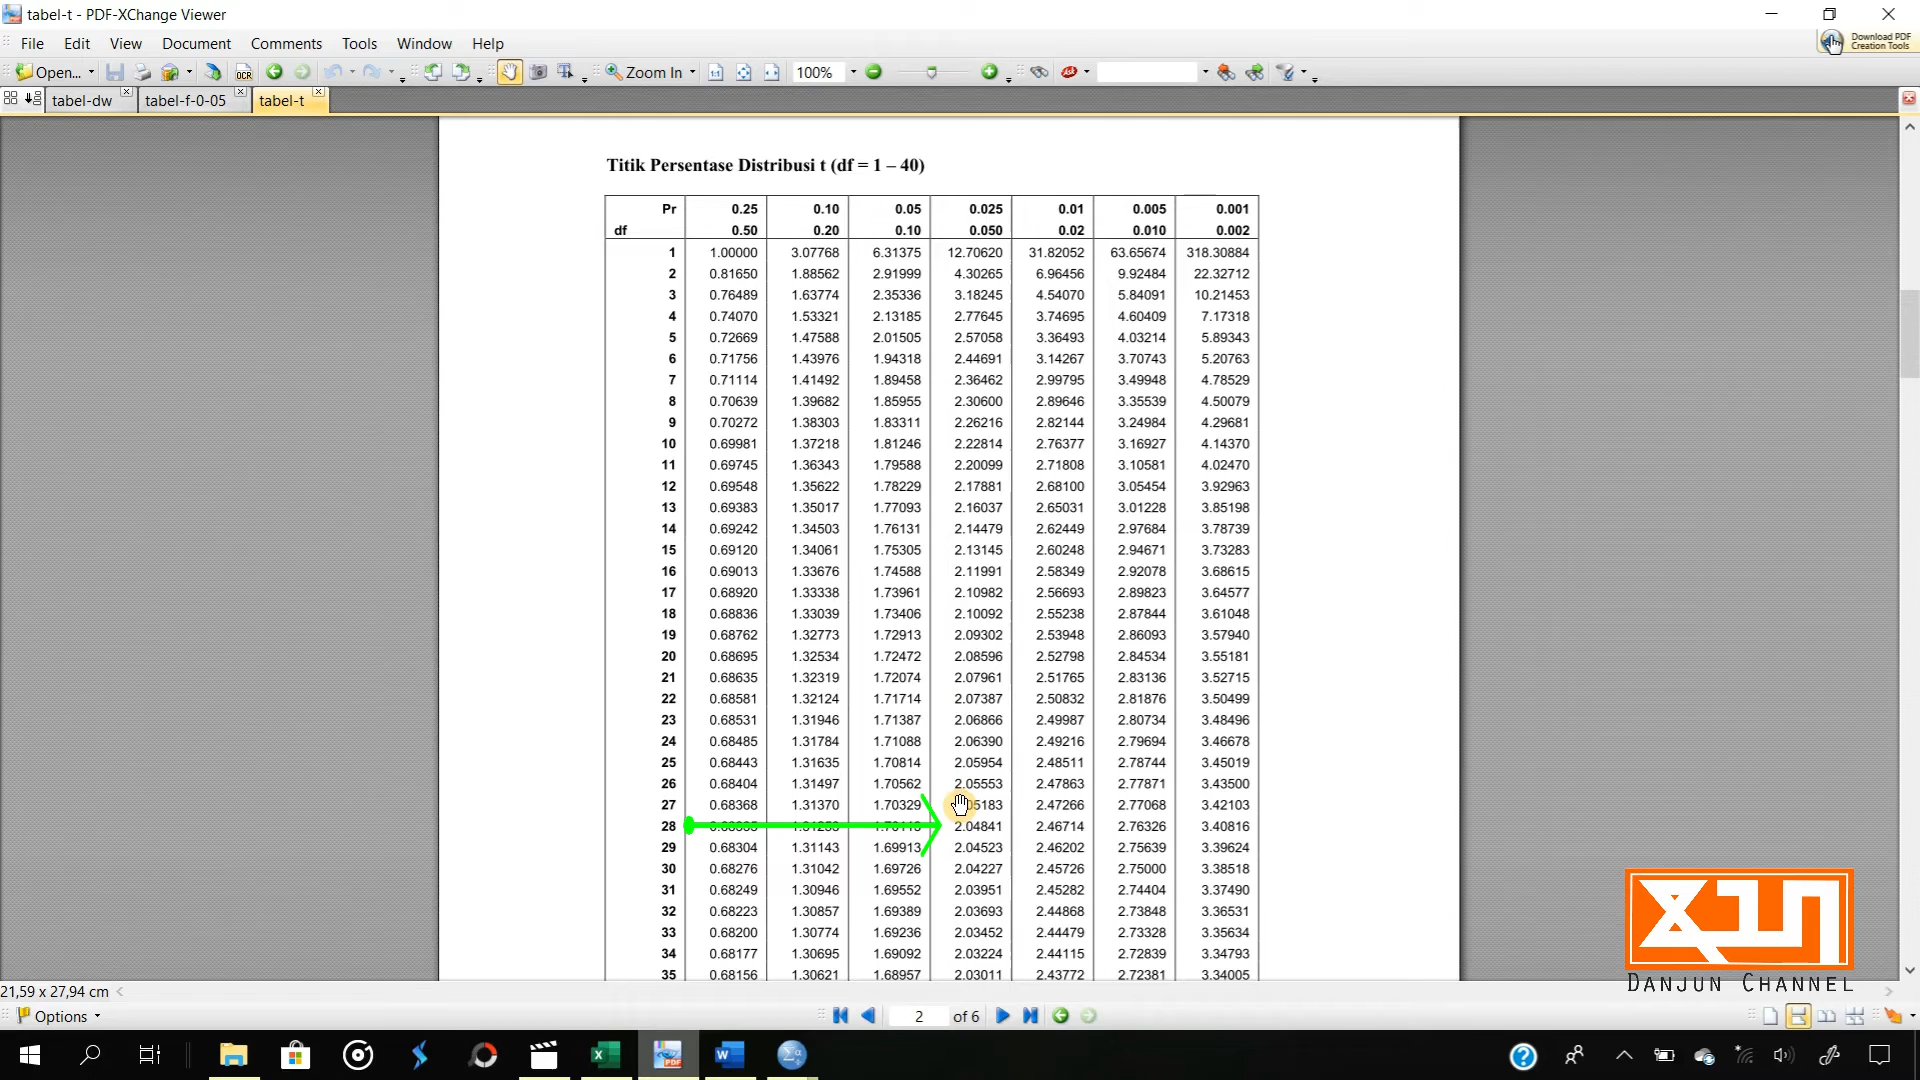 tabel-t - PDF-XChange Viewer
File Edit View Document Comments Tools Window Help
Download PDF
Creation Tools
Open... OCR Zoom In 100%
tabel-dw tabel-f-0-05 tabel-t
Titik Persentase Distribusi t (df = 1 – 40)
Pr 0.25 0.10 0.05 0.025 0.01 0.005 0.001
df 0.50 0.20 0.10 0.050 0.02 0.010 0.002
1 1.00000 3.07768 6.31375 12.70620 31.82052 63.65674 318.30884
2 0.81650 1.88562 2.91999 4.30265 6.96456 9.92484 22.32712
3 0.76489 1.63774 2.35336 3.18245 4.54070 5.84091 10.21453
4 0.74070 1.53321 2.13185 2.77645 3.74695 4.60409 7.17318
5 0.72669 1.47588 2.01505 2.57058 3.36493 4.03214 5.89343
6 0.71756 1.43976 1.94318 2.44691 3.14267 3.70743 5.20763
7 0.71114 1.41492 1.89458 2.36462 2.99795 3.49948 4.78529
8 0.70639 1.39682 1.85955 2.30600 2.89646 3.35539 4.50079
9 0.70272 1.38303 1.83311 2.26216 2.82144 3.24984 4.29681
10 0.69981 1.37218 1.81246 2.22814 2.76377 3.16927 4.14370
11 0.69745 1.36343 1.79588 2.20099 2.71808 3.10581 4.02470
12 0.69548 1.35622 1.78229 2.17881 2.68100 3.05454 3.92963
13 0.69383 1.35017 1.77093 2.16037 2.65031 3.01228 3.85198
14 0.69242 1.34503 1.76131 2.14479 2.62449 2.97684 3.78739
15 0.69120 1.34061 1.75305 2.13145 2.60248 2.94671 3.73283
16 0.69013 1.33676 1.74588 2.11991 2.58349 2.92078 3.68615
17 0.68920 1.33338 1.73961 2.10982 2.56693 2.89823 3.64577
18 0.68836 1.33039 1.73406 2.10092 2.55238 2.87844 3.61048
19 0.68762 1.32773 1.72913 2.09302 2.53948 2.86093 3.57940
20 0.68695 1.32534 1.72472 2.08596 2.52798 2.84534 3.55181
21 0.68635 1.32319 1.72074 2.07961 2.51765 2.83136 3.52715
22 0.68581 1.32124 1.71714 2.07387 2.50832 2.81876 3.50499
23 0.68531 1.31946 1.71387 2.06866 2.49987 2.80734 3.48496
24 0.68485 1.31784 1.71088 2.06390 2.49216 2.79694 3.46678
25 0.68443 1.31635 1.70814 2.05954 2.48511 2.78744 3.45019
26 0.68404 1.31497 1.70562 2.05553 2.47863 2.77871 3.43500
27 0.68368 1.31370 1.70329 2.47266 2.77068 3.42103
28 2.04841 2.46714 2.76326 3.40816
29 0.68304 1.31143 1.69913 2.04523 2.46202 2.75639 3.39624
30 0.68276 1.31042 1.69726 2.04227 2.45726 2.75000 3.38518
31 0.68249 1.30946 1.69552 2.03951 2.45282 2.74404 3.37490
32 0.68223 1.30857 1.69389 2.03693 2.44868 2.73848 3.36531
33 0.68200 1.30774 1.69236 2.03452 2.44479 2.73328 3.35634
34 0.68177 1.30695 1.69092 2.03224 2.44115 2.72839 3.34793
35 0.68156 1.30621 1.68957 2.03011 2.43772 2.72381 3.34005
DANJUN CHANNEL
21,59 x 27,94 cm
Options 2 of 6